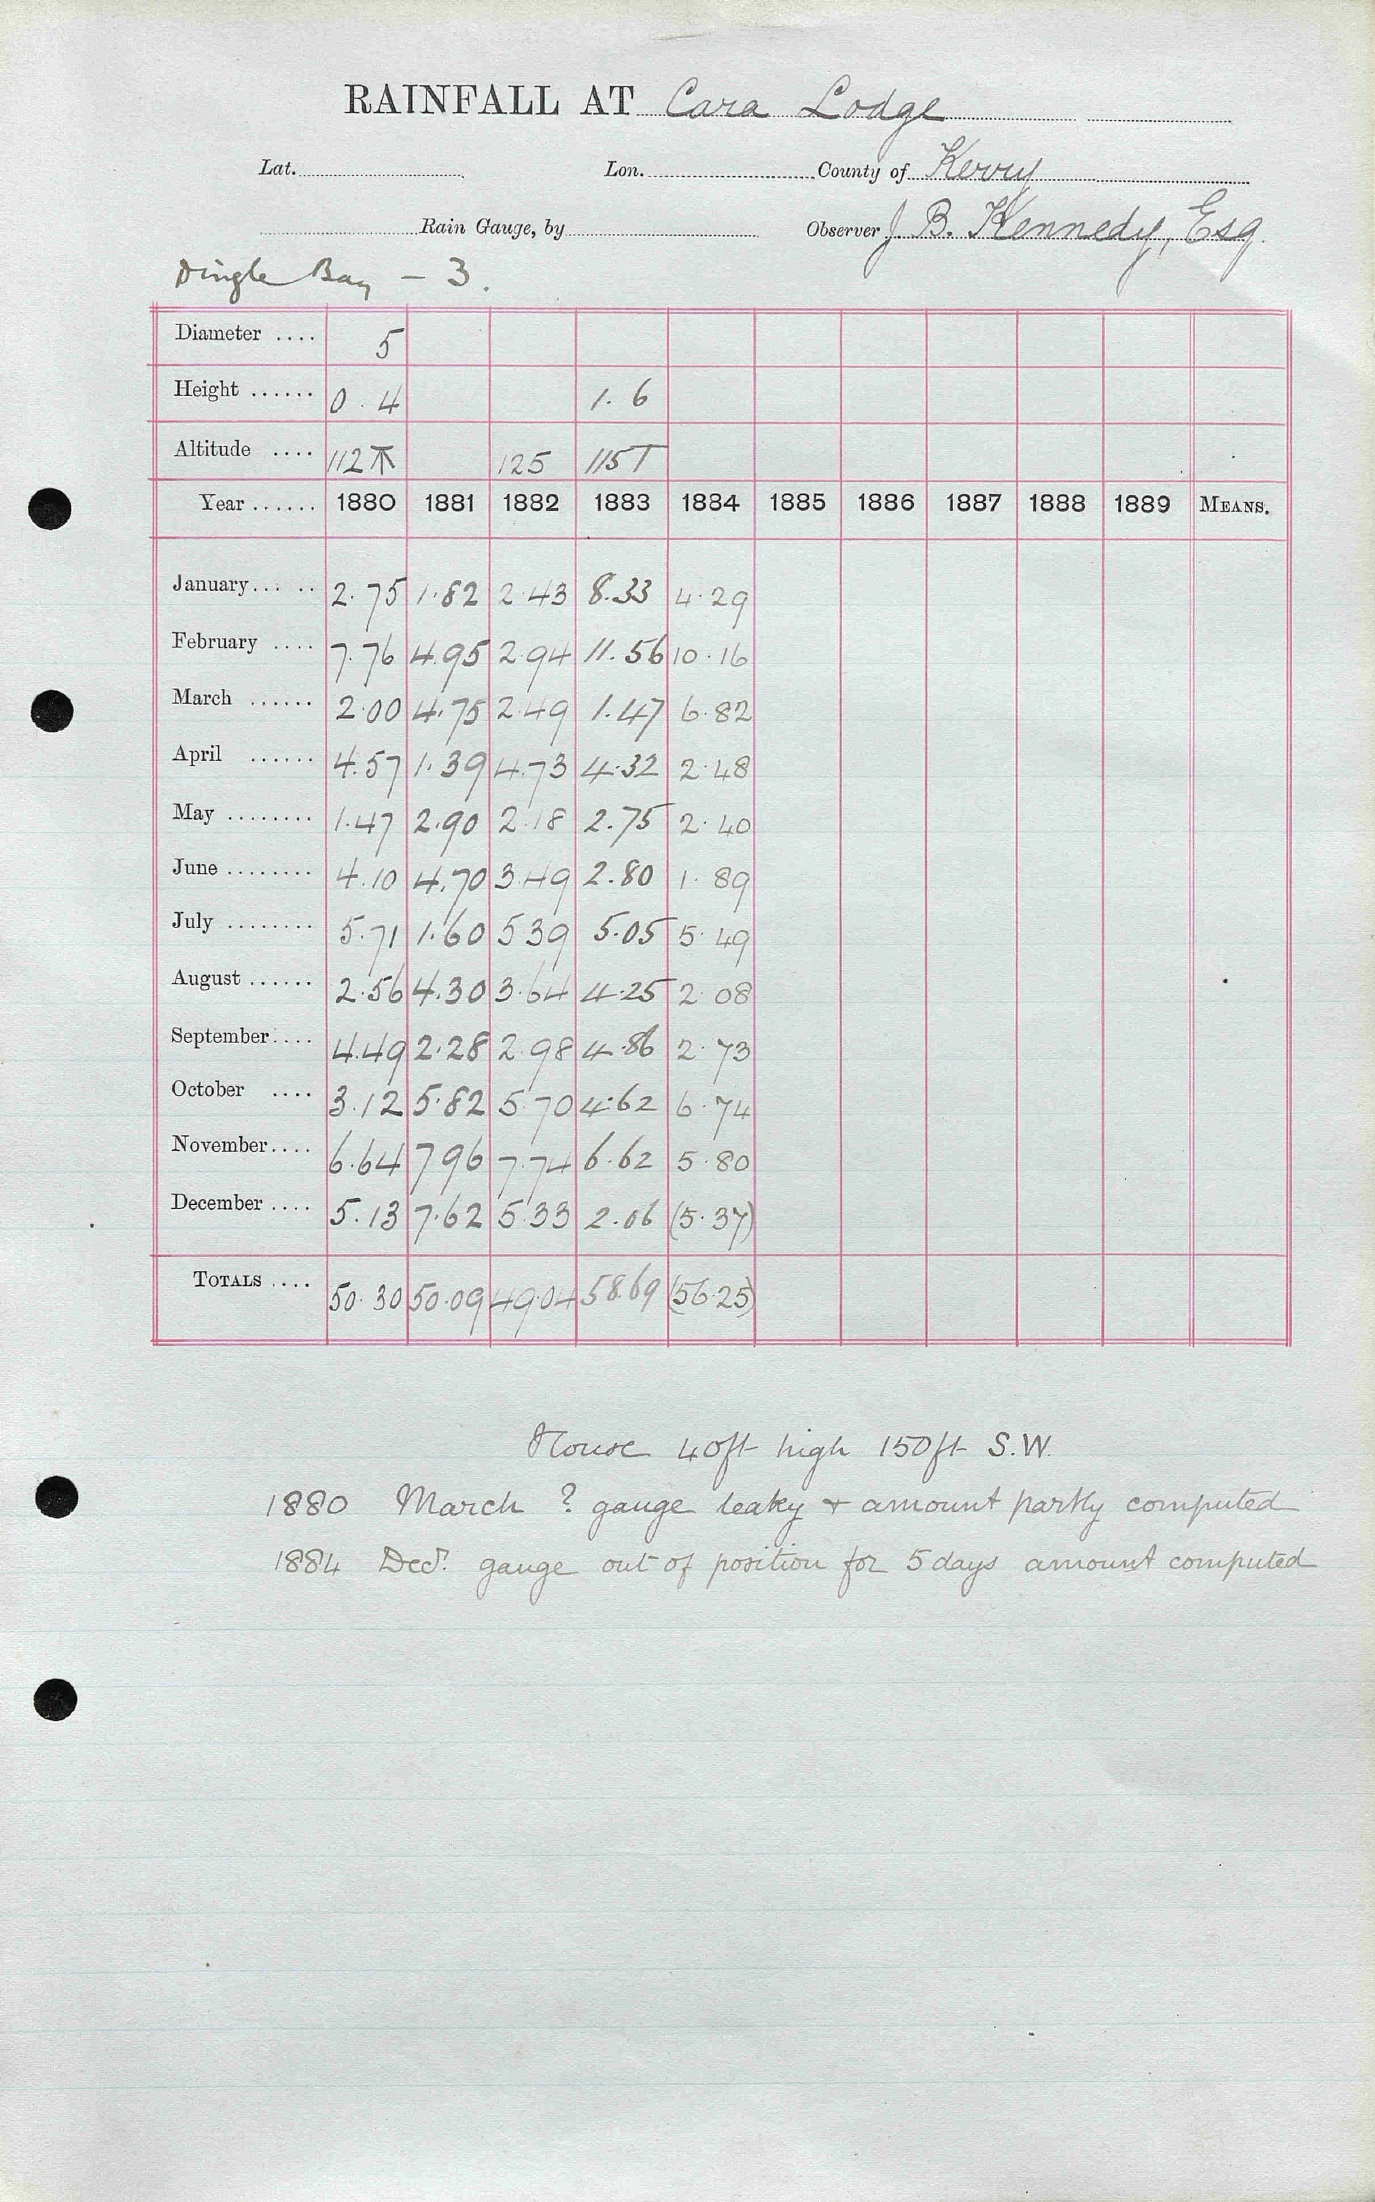 RAINFALL AT Cara Lodge
Lat. Lon. County of Kerry
Rain Gauge, by Observer J B. Kennedy, Esq.
Dingle Bay - 3.
Diameter .... 5
Height ...... 0.4 1.6
Altitude .... 112 125 115T
Year ...... 1880 1881 1882 1883 1884 1885 1886 1887 1888 1889 MEANS.
January... .. 2.75 1.82 2.43 8.33 4.29
February .... 7.76 4.95 2.94 11.56 10.16
March ...... 2.00 4.75 2.49 1.47 6.82
April ...... 4.57 1.39 4.73 4.32 2.48
May ........ 1.47 2.90 2.18 2.75 2.40
June ........ 4.10 4.70 3.49 2.80 1.89
July ........ 5.71 1.60 5.39 5.05 5.49
August ...... 2.56 4.30 3.64 4.25 2.08
September.... 4.49 2.28 2.98 4.86 2.73
October .... 3.12 5.82 5.70 4.62 6.74
November.... 6.64 7.96 7.74 6.62 5.80
December .... 5.13 7.62 5.33 2.06 (5.37)
TOTALS .... 50.30 50.09 49.04 58.69 (56.25)
House 40ft high 150ft S.W.
1880 March ? gauge leaky + amount partly computed
1884 Decr. gauge out of position for 5 days amount computed